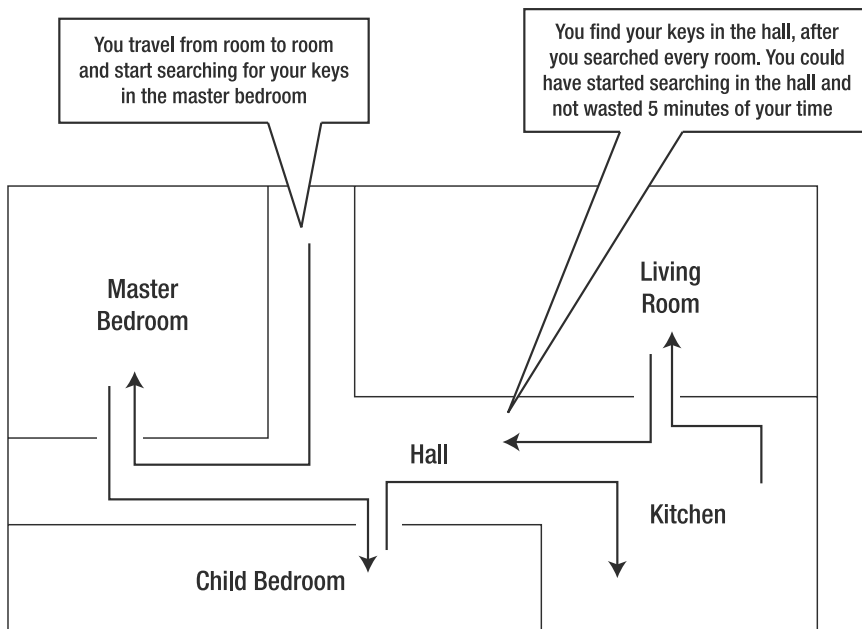 You travel from room to room
and start searching for your keys
in the master bedroom
You find your keys in the hall, after
you searched every room. You could
have started searching in the hall and
not wasted 5 minutes of your time
Master
Bedroom
Living
Room
Hall
Kitchen
Child Bedroom